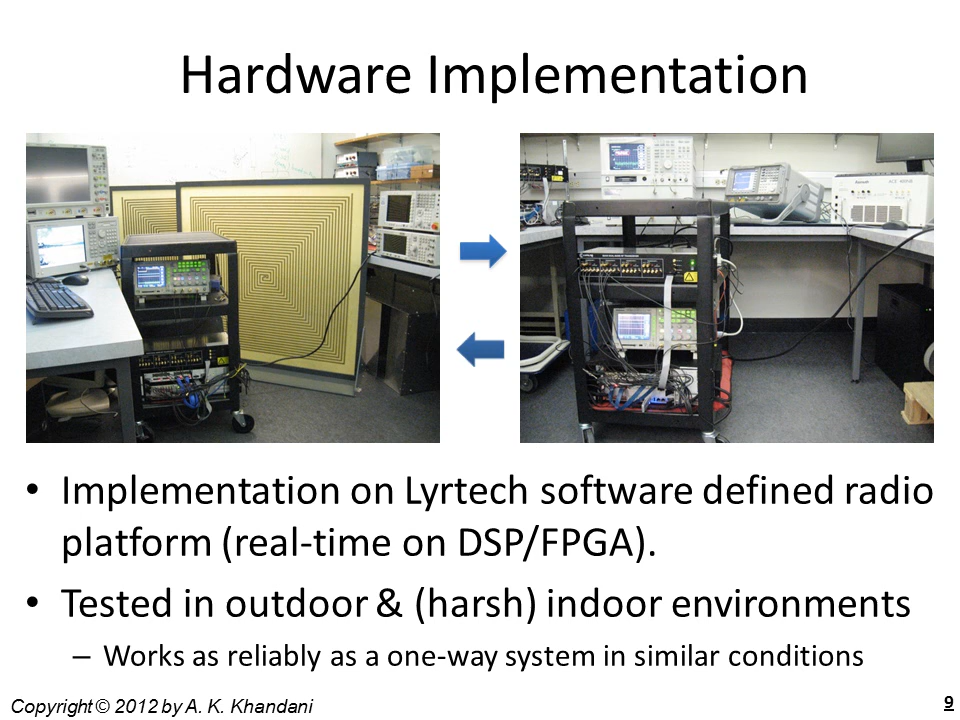 Hardware Implementation
• Implementation on Lyrtech software defined radio
platform (real-time on DSP/FPGA).
• Tested in outdoor & (harsh) indoor environments
– Works as reliably as a one-way system in similar conditions
Copyright © 2012 by A. K. Khandani
9